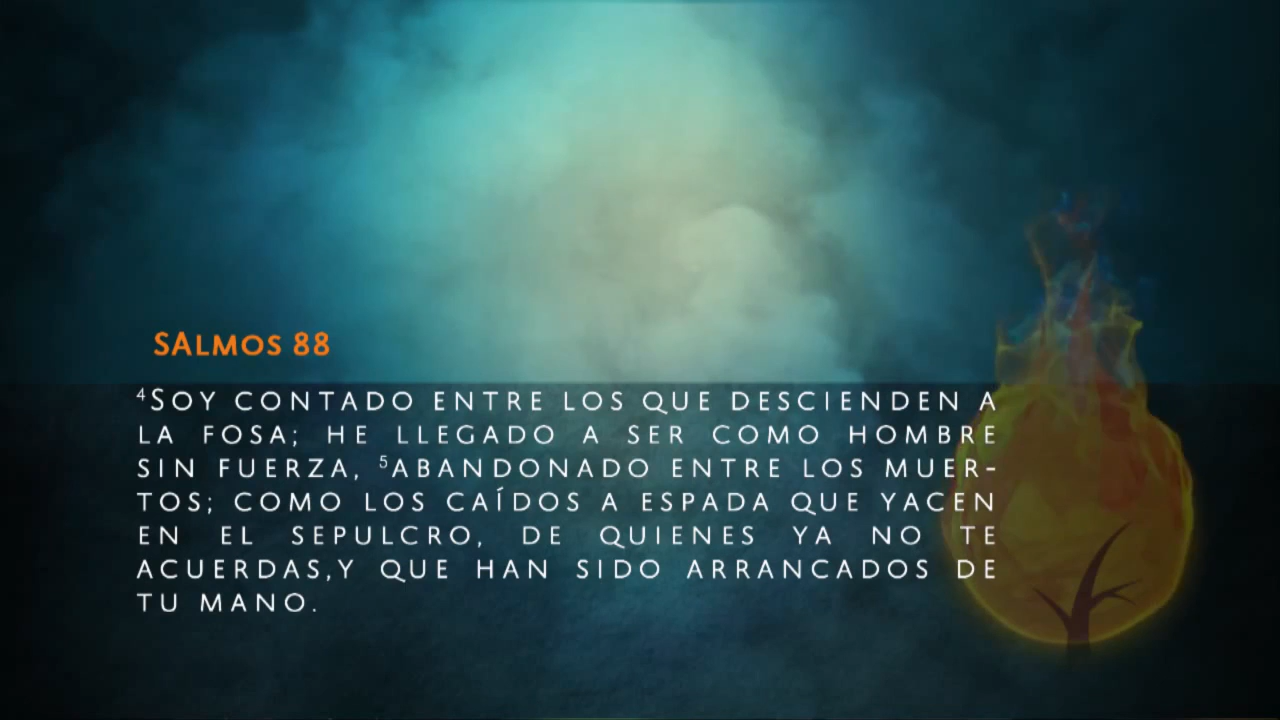 SALMOS 88
⁴SOY CONTADO ENTRE LOS QUE DESCIENDEN A
LA FOSA; HE LLEGADO A SER COMO HOMBRE
SIN FUERZA, ⁵ABANDONADO ENTRE LOS MUER-
TOS; COMO LOS CAÍDOS A ESPADA QUE YACEN
EN EL SEPULCRO, DE QUIENES YA NO TE
ACUERDAS,Y QUE HAN SIDO ARRANCADOS DE
TU MANO.